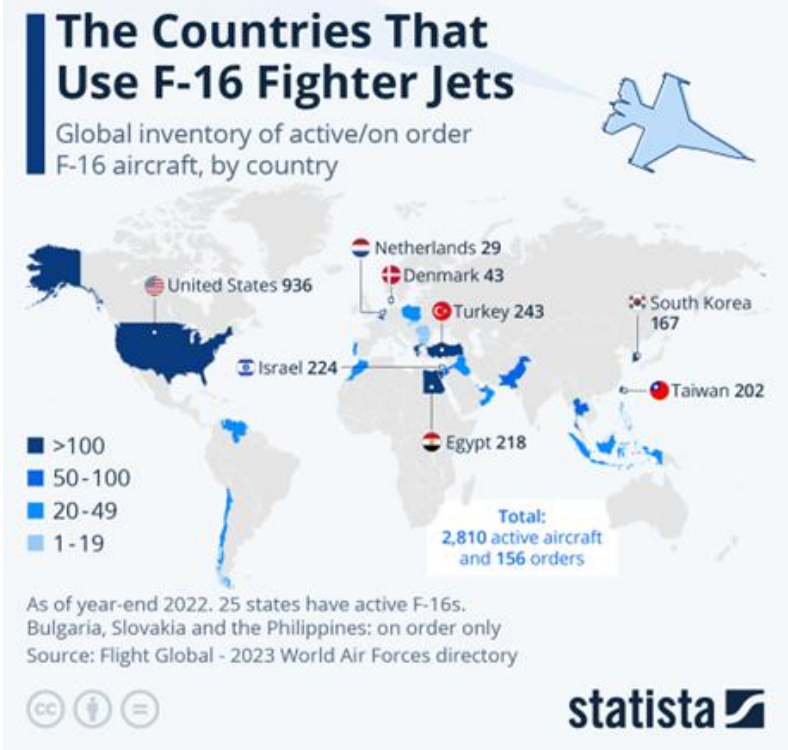 The Countries That
Use F-16 Fighter Jets
Global inventory of active/on order
F-16 aircraft, by country
Netherlands 29
Denmark 43
United States 936
Turkey 243
South Korea
167
Israel 224
Taiwan 202
Egypt 218
>100
50-100
20-49
1-19
Total:
2,810 active aircraft
and 156 orders
As of year-end 2022. 25 states have active F-16s.
Bulgaria, Slovakia and the Philippines: on order only
Source: Flight Global - 2023 World Air Forces directory
cc
statista